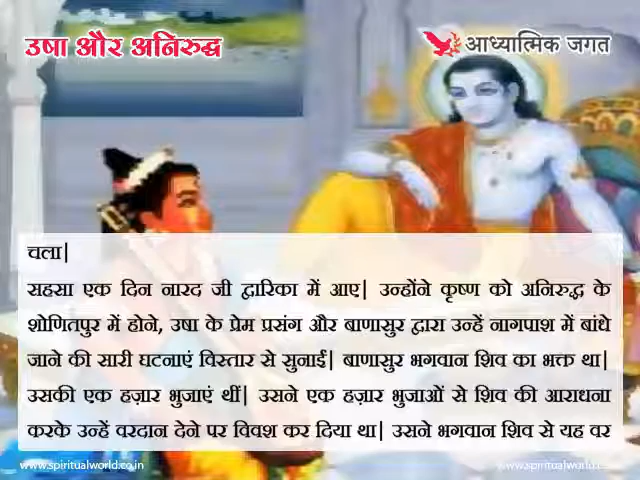 उषा और अनिरुद्ध
आध्यात्मिक जगत
चला|
सहसा एक दिन नारद जी द्वारिका में आए| उन्होंने कृष्ण को अनिरुद्ध के
शोणितपुर में होने, उषा के प्रेम प्रसंग और बाणासुर द्वारा उन्हें नागपाश में बांधे
जाने की सारी घटनाएं विस्तार से सुनाई| बाणासुर भगवान शिव का भक्त था|
उसकी एक हज़ार भुजाएं थीं| उसने एक हज़ार भुजाओं से शिव की आराधना
करके उन्हें वरदान देने पर विवश कर दिया था| उसने भगवान शिव से यह वर
www.spiritualworld.co.in
www.spiritualworld.co.in